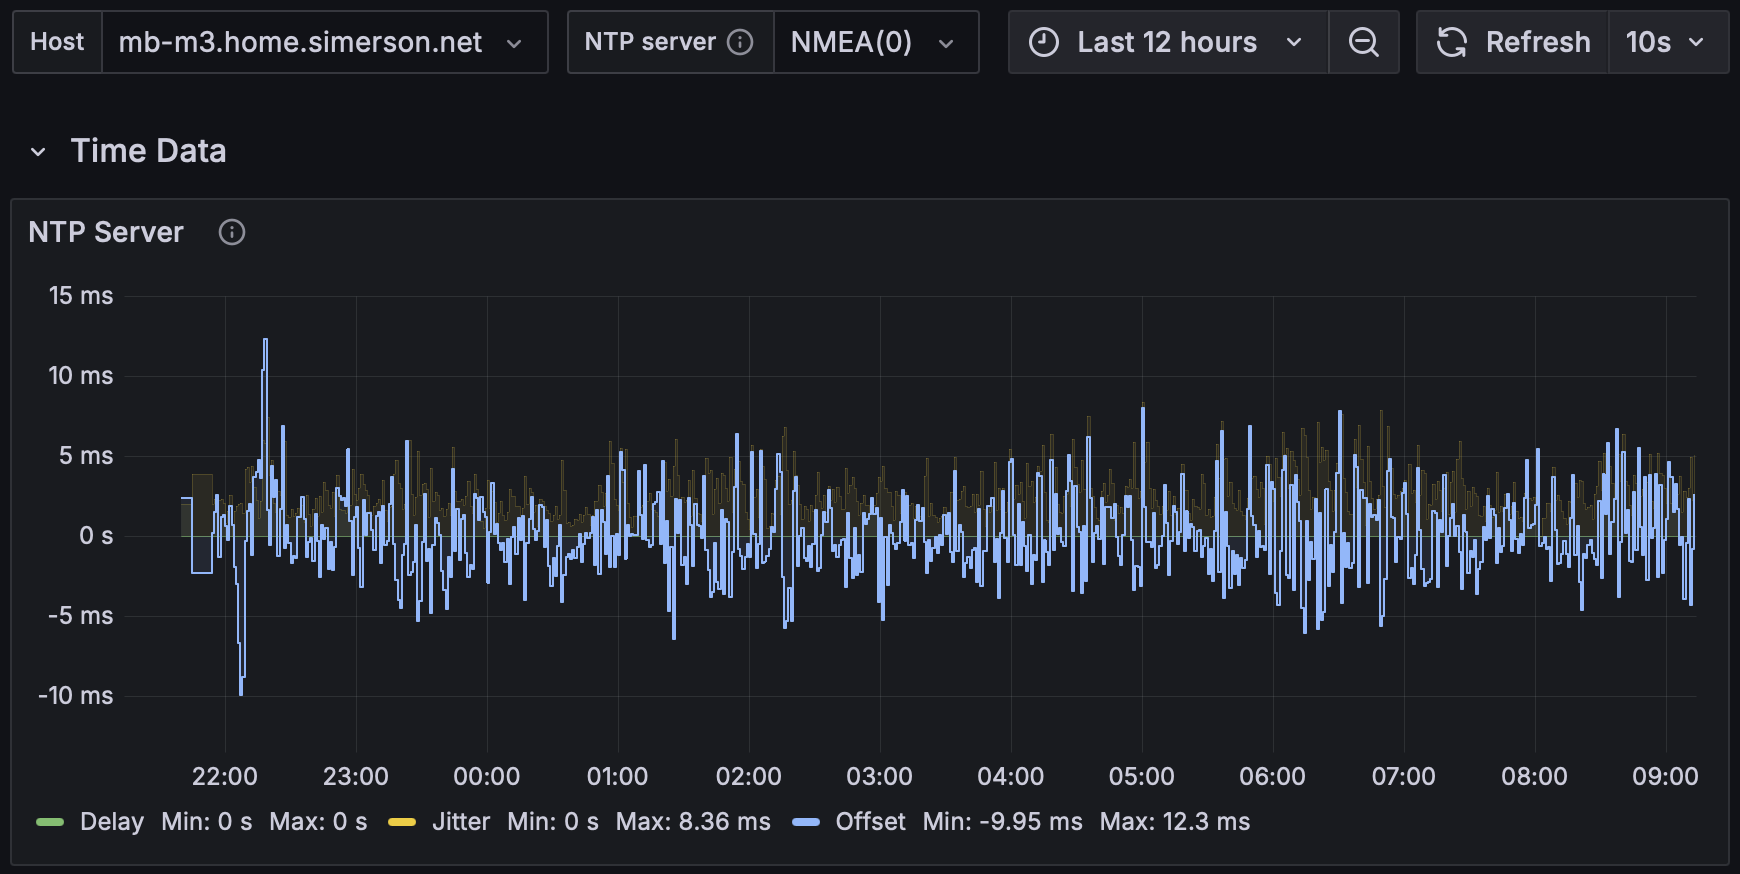 Host mb-m3.home.simerson.net NTP server NMEA(0) Last 12 hours Refresh 10s
Time Data
NTP Server
15 ms
10 ms
5 ms
0 s
-5 ms
-10 ms
22:00 23:00 00:00 01:00 02:00 03:00 04:00 05:00 06:00 07:00 08:00 09:00
Delay Min: 0 s Max: 0 s Jitter Min: 0 s Max: 8.36 ms Offset Min: -9.95 ms Max: 12.3 ms